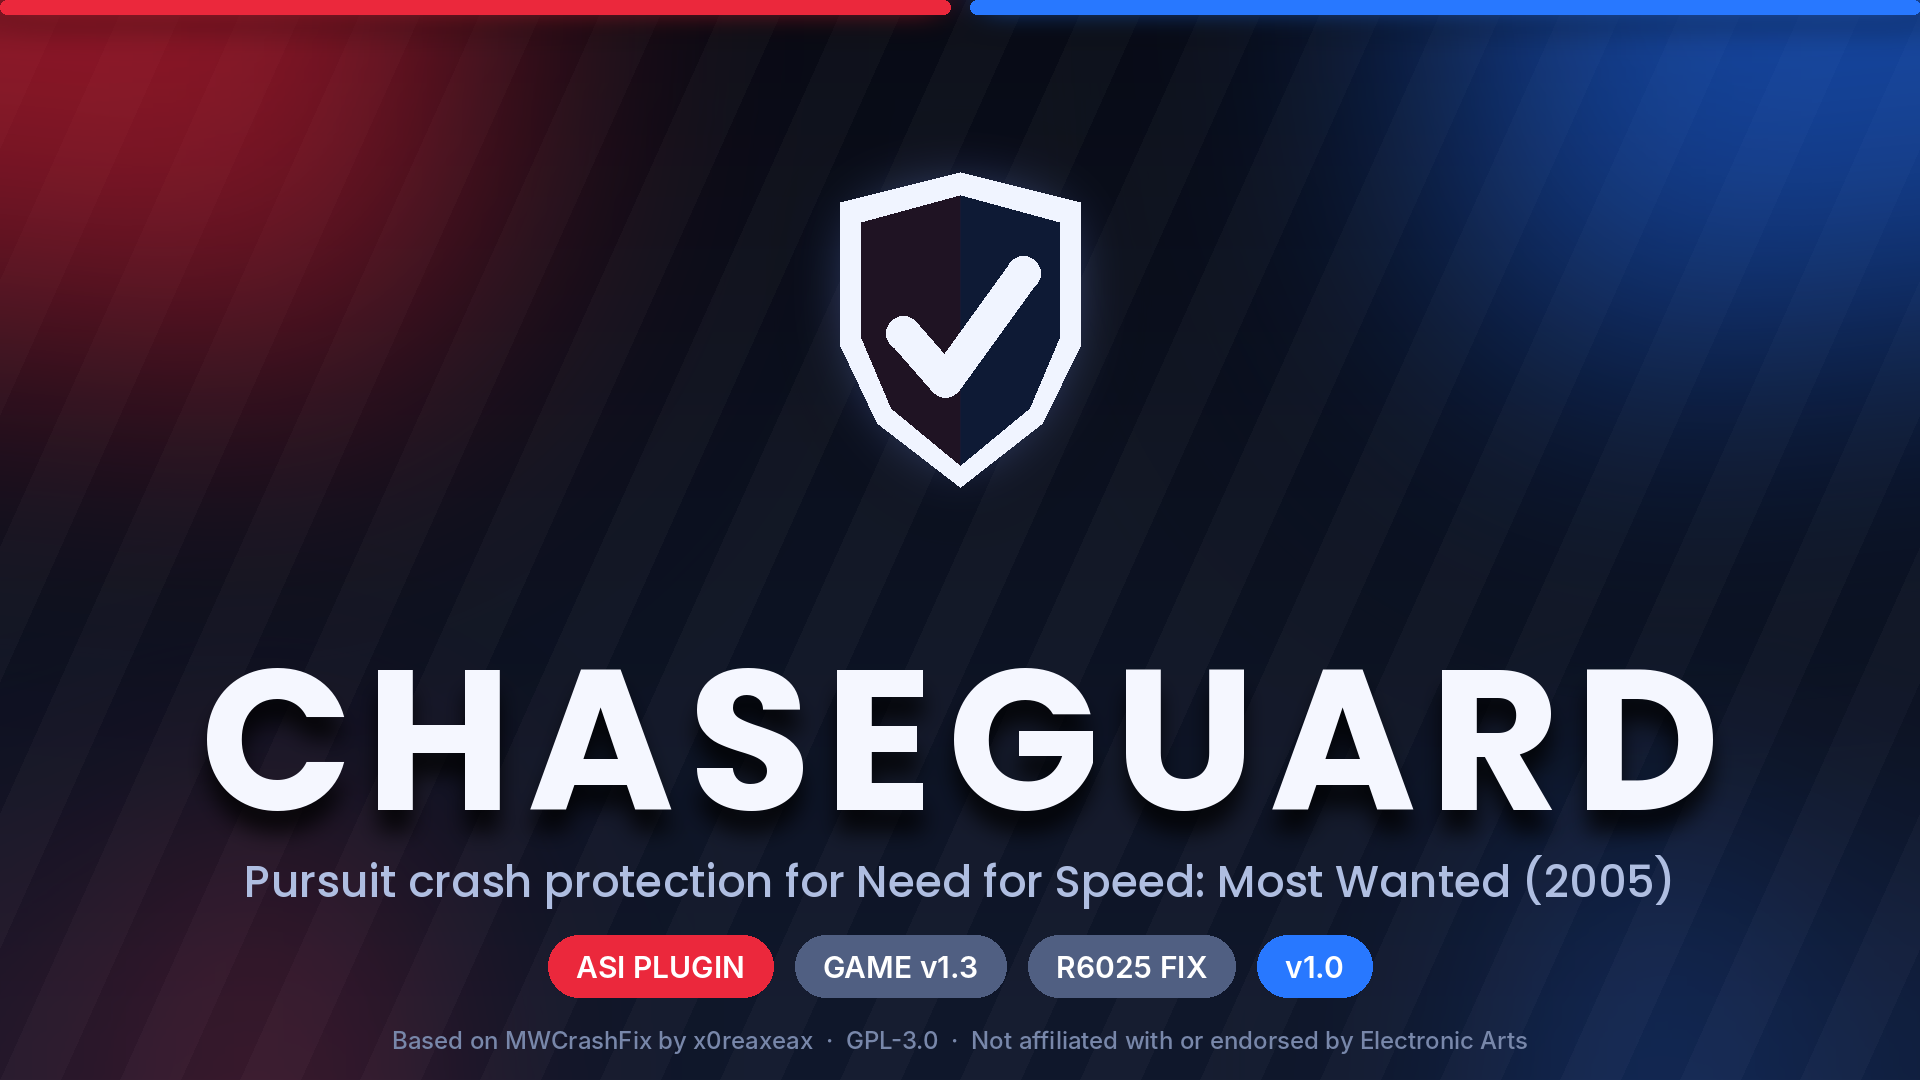 CHASEGUARD
Pursuit crash protection for Need for Speed: Most Wanted (2005)
ASI PLUGIN GAME v1.3 R6025 FIX v1.0
Based on MWCrashFix by x0reaxeax · GPL-3.0 · Not affiliated with or endorsed by Electronic Arts